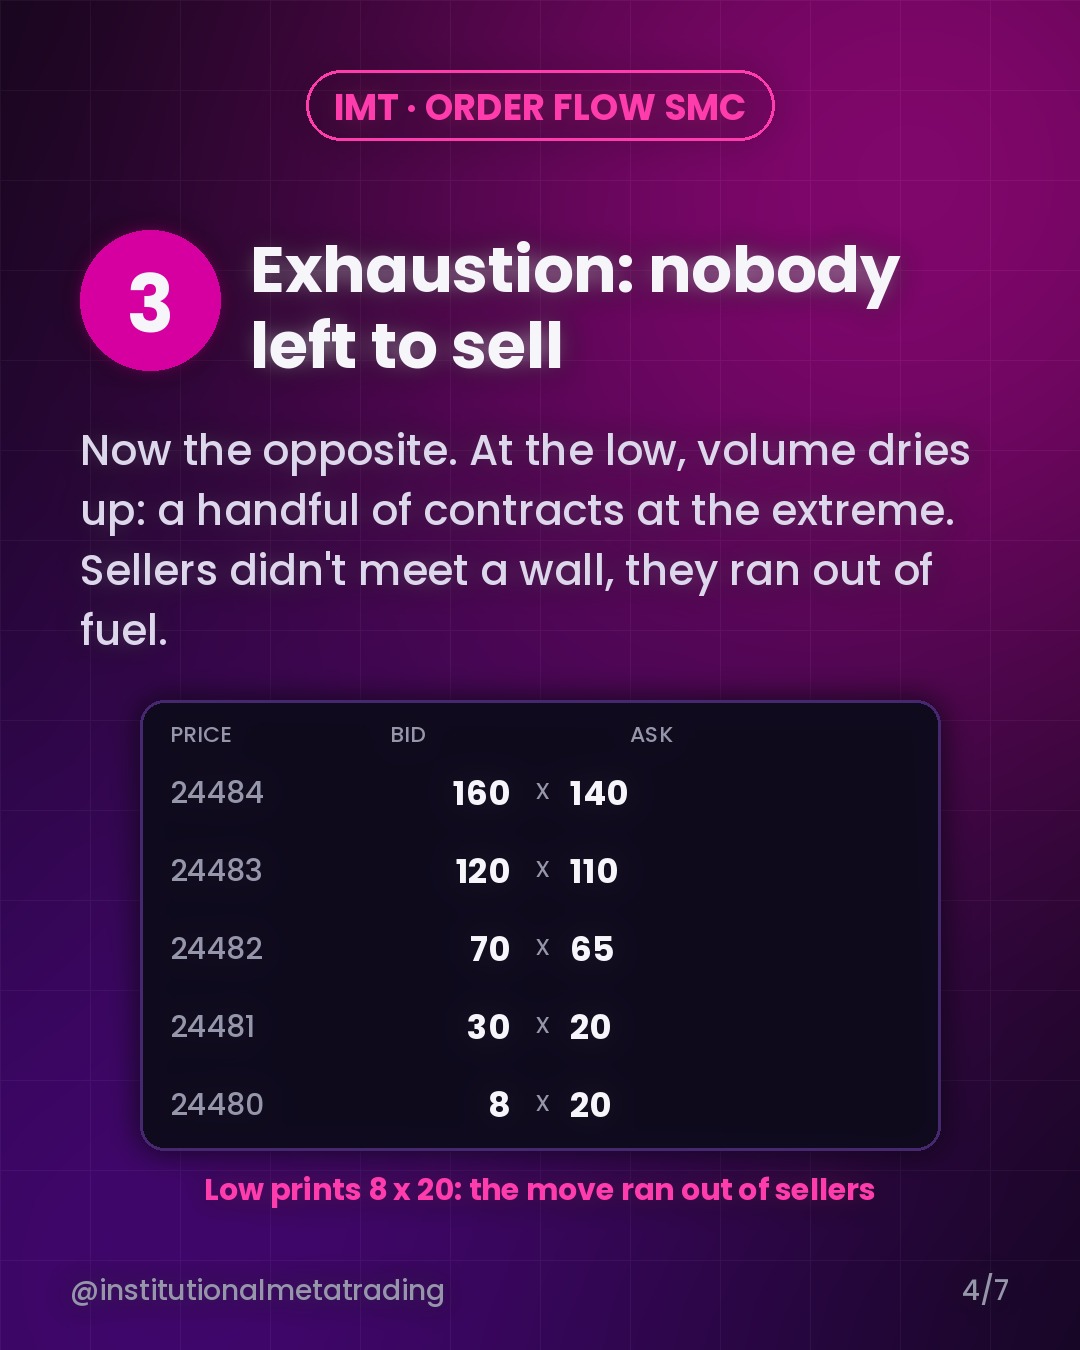 IMT · ORDER FLOW SMC
3
Exhaustion: nobody
left to sell
Now the opposite. At the low, volume dries
up: a handful of contracts at the extreme.
Sellers didn't meet a wall, they ran out of
fuel.
PRICE BID ASK
24484 160 x 140
24483 120 x 110
24482 70 x 65
24481 30 x 20
24480 8 x 20
Low prints 8 x 20: the move ran out of sellers
@institutionalmetatrading 4/7